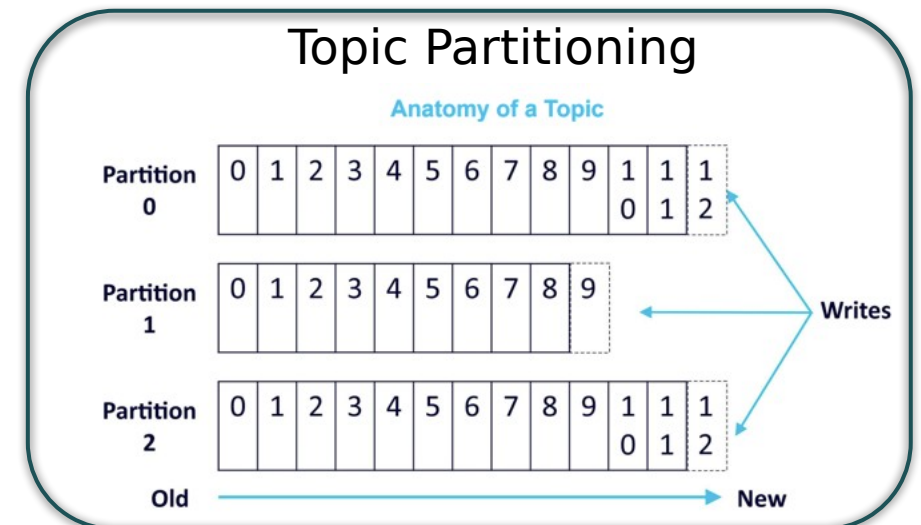 Topic Partitioning
Anatomy of a Topic
Partition 0 1 2 3 4 5 6 7 8 9 1 1 1
0 0 1 2
Partition 0 1 2 3 4 5 6 7 8 9
1
Writes
Partition 0 1 2 3 4 5 6 7 8 9 1 1 1
2 0 1 2
Old New